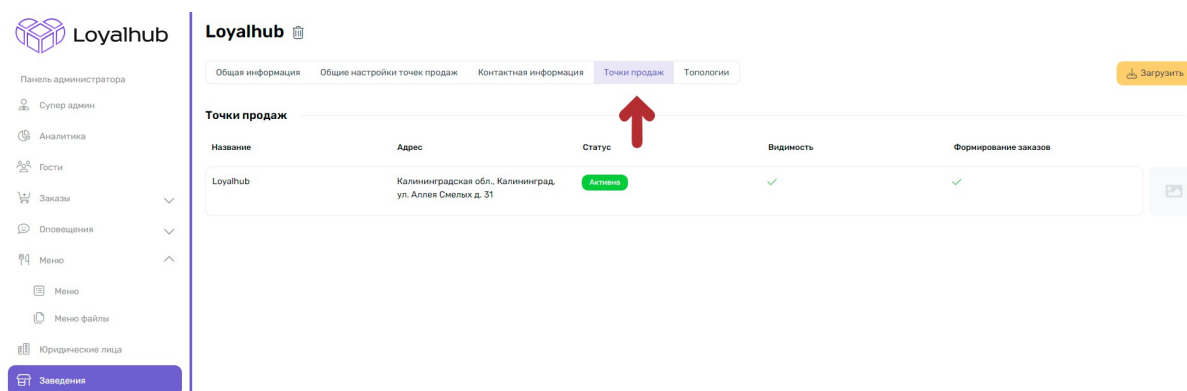 Loyalhub
Панель администратора
Супер админ
Аналитика
Гости
Заказы
Оповещения
Меню
Меню
Меню файлы
Юридические лица
Заведения
Loyalhub
Общая информация Общие настройки точек продаж Контактная информация Точки продаж Топологии
Загрузить
Точки продаж
Название Адрес Статус Видимость Формирование заказов
Loyalhub Калининградская обл., Калининград, Активна
ул. Аллея Смелых д. 31